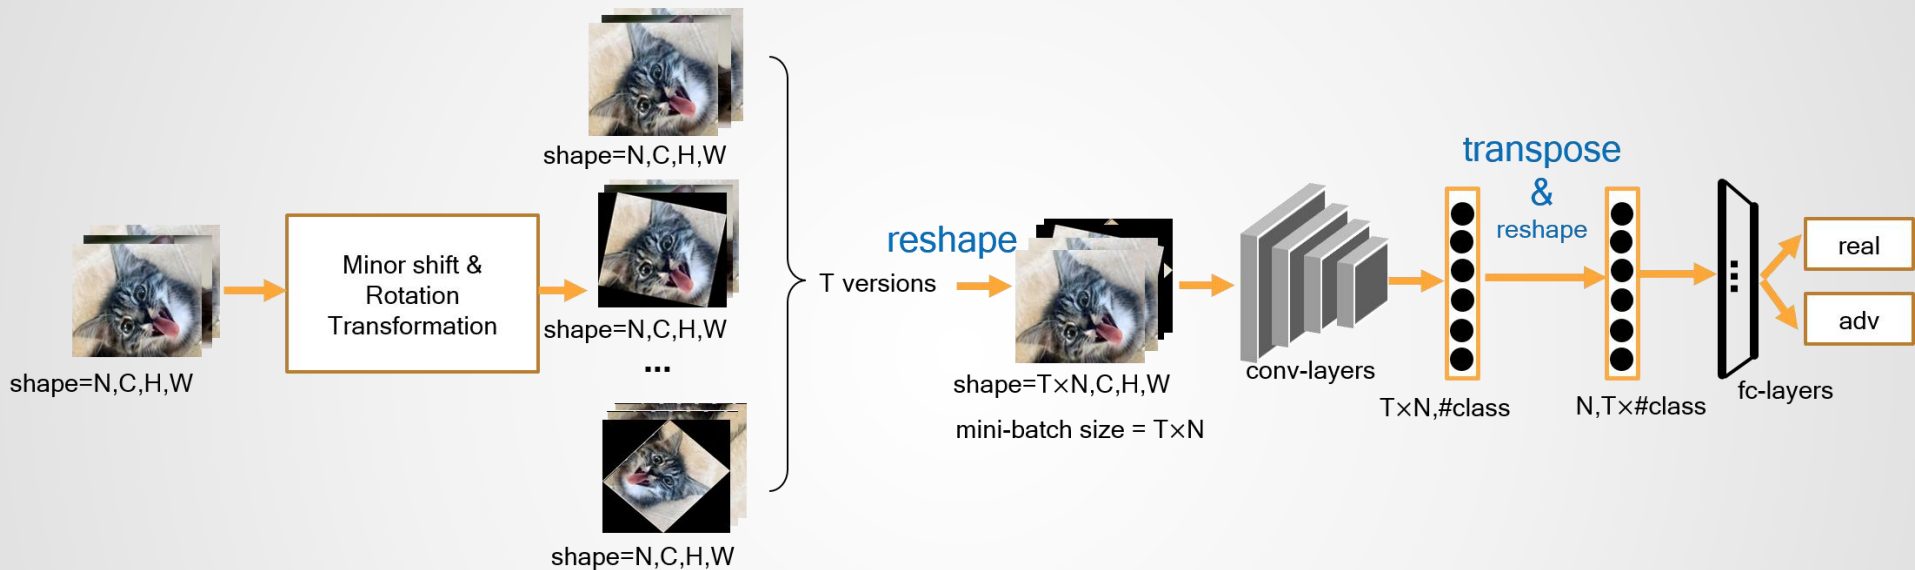 shape=N,C,H,W
Minor shift &
Rotation
Transformation
shape=N,C,H,W
shape=N,C,H,W
...
shape=N,C,H,W
T versions
reshape
shape=T×N,C,H,W
mini-batch size = T×N
conv-layers
T×N,#class
transpose
&
reshape
N,T×#class
...
fc-layers
real
adv